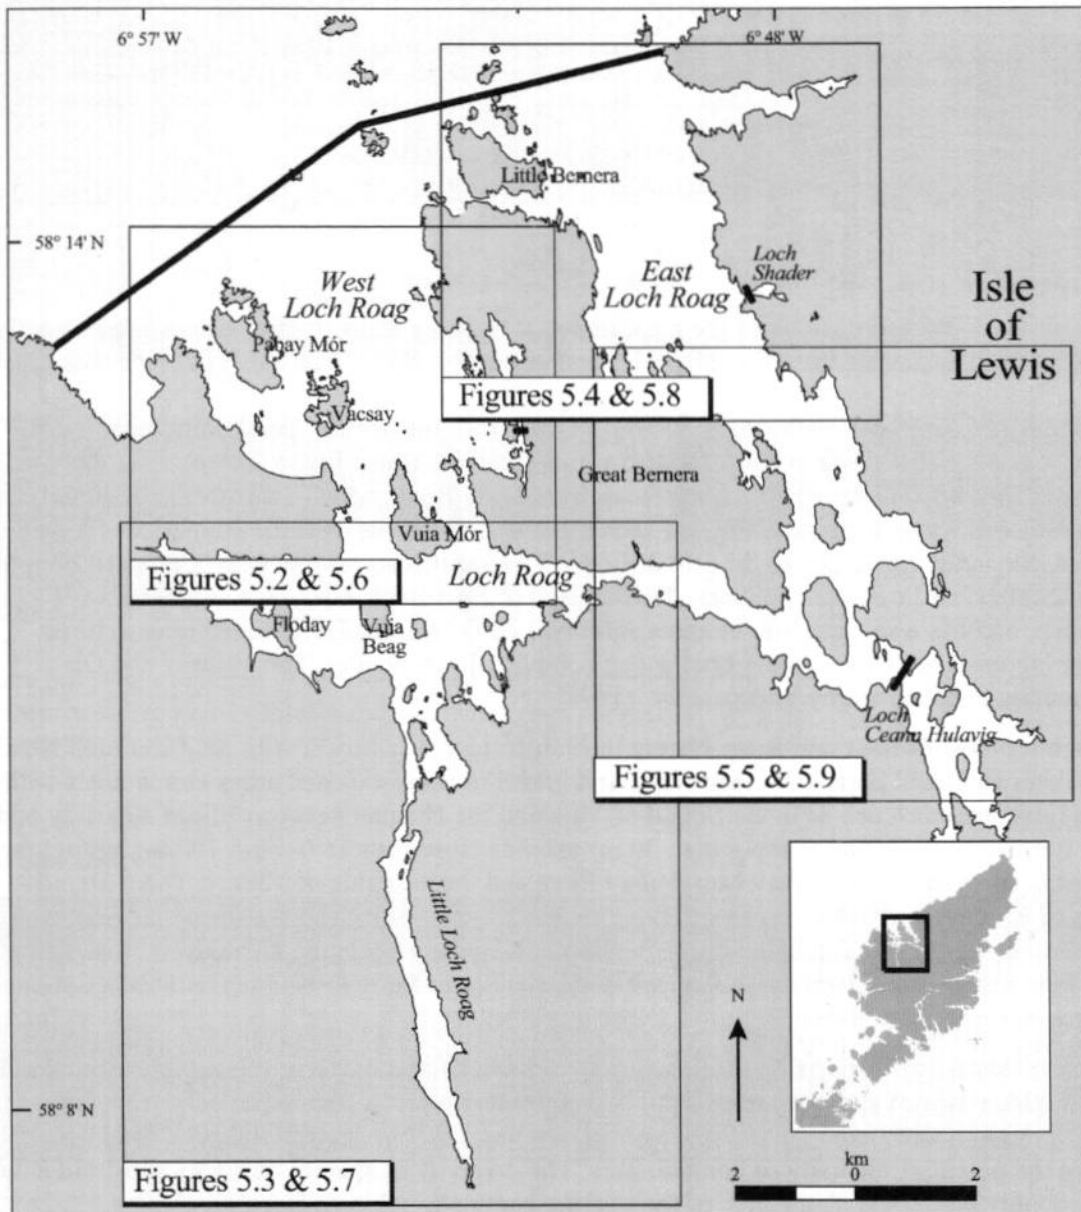 6° 57' W
6° 48' W
Little Bernera
58° 14' N
West
Loch Roag
East
Loch Roag
Loch
Shader
Isle
of
Lewis
Pabay Mór
Vacsay
Figures 5.4 & 5.8
Great Bernera
Vuia Mór
Figures 5.2 & 5.6
Loch Roag
Floday
Vuia
Beag
Loch
Ceann Hulavig
Figures 5.5 & 5.9
Little Loch Roag
N
58° 8' N
Figures 5.3 & 5.7
km
2
0
2